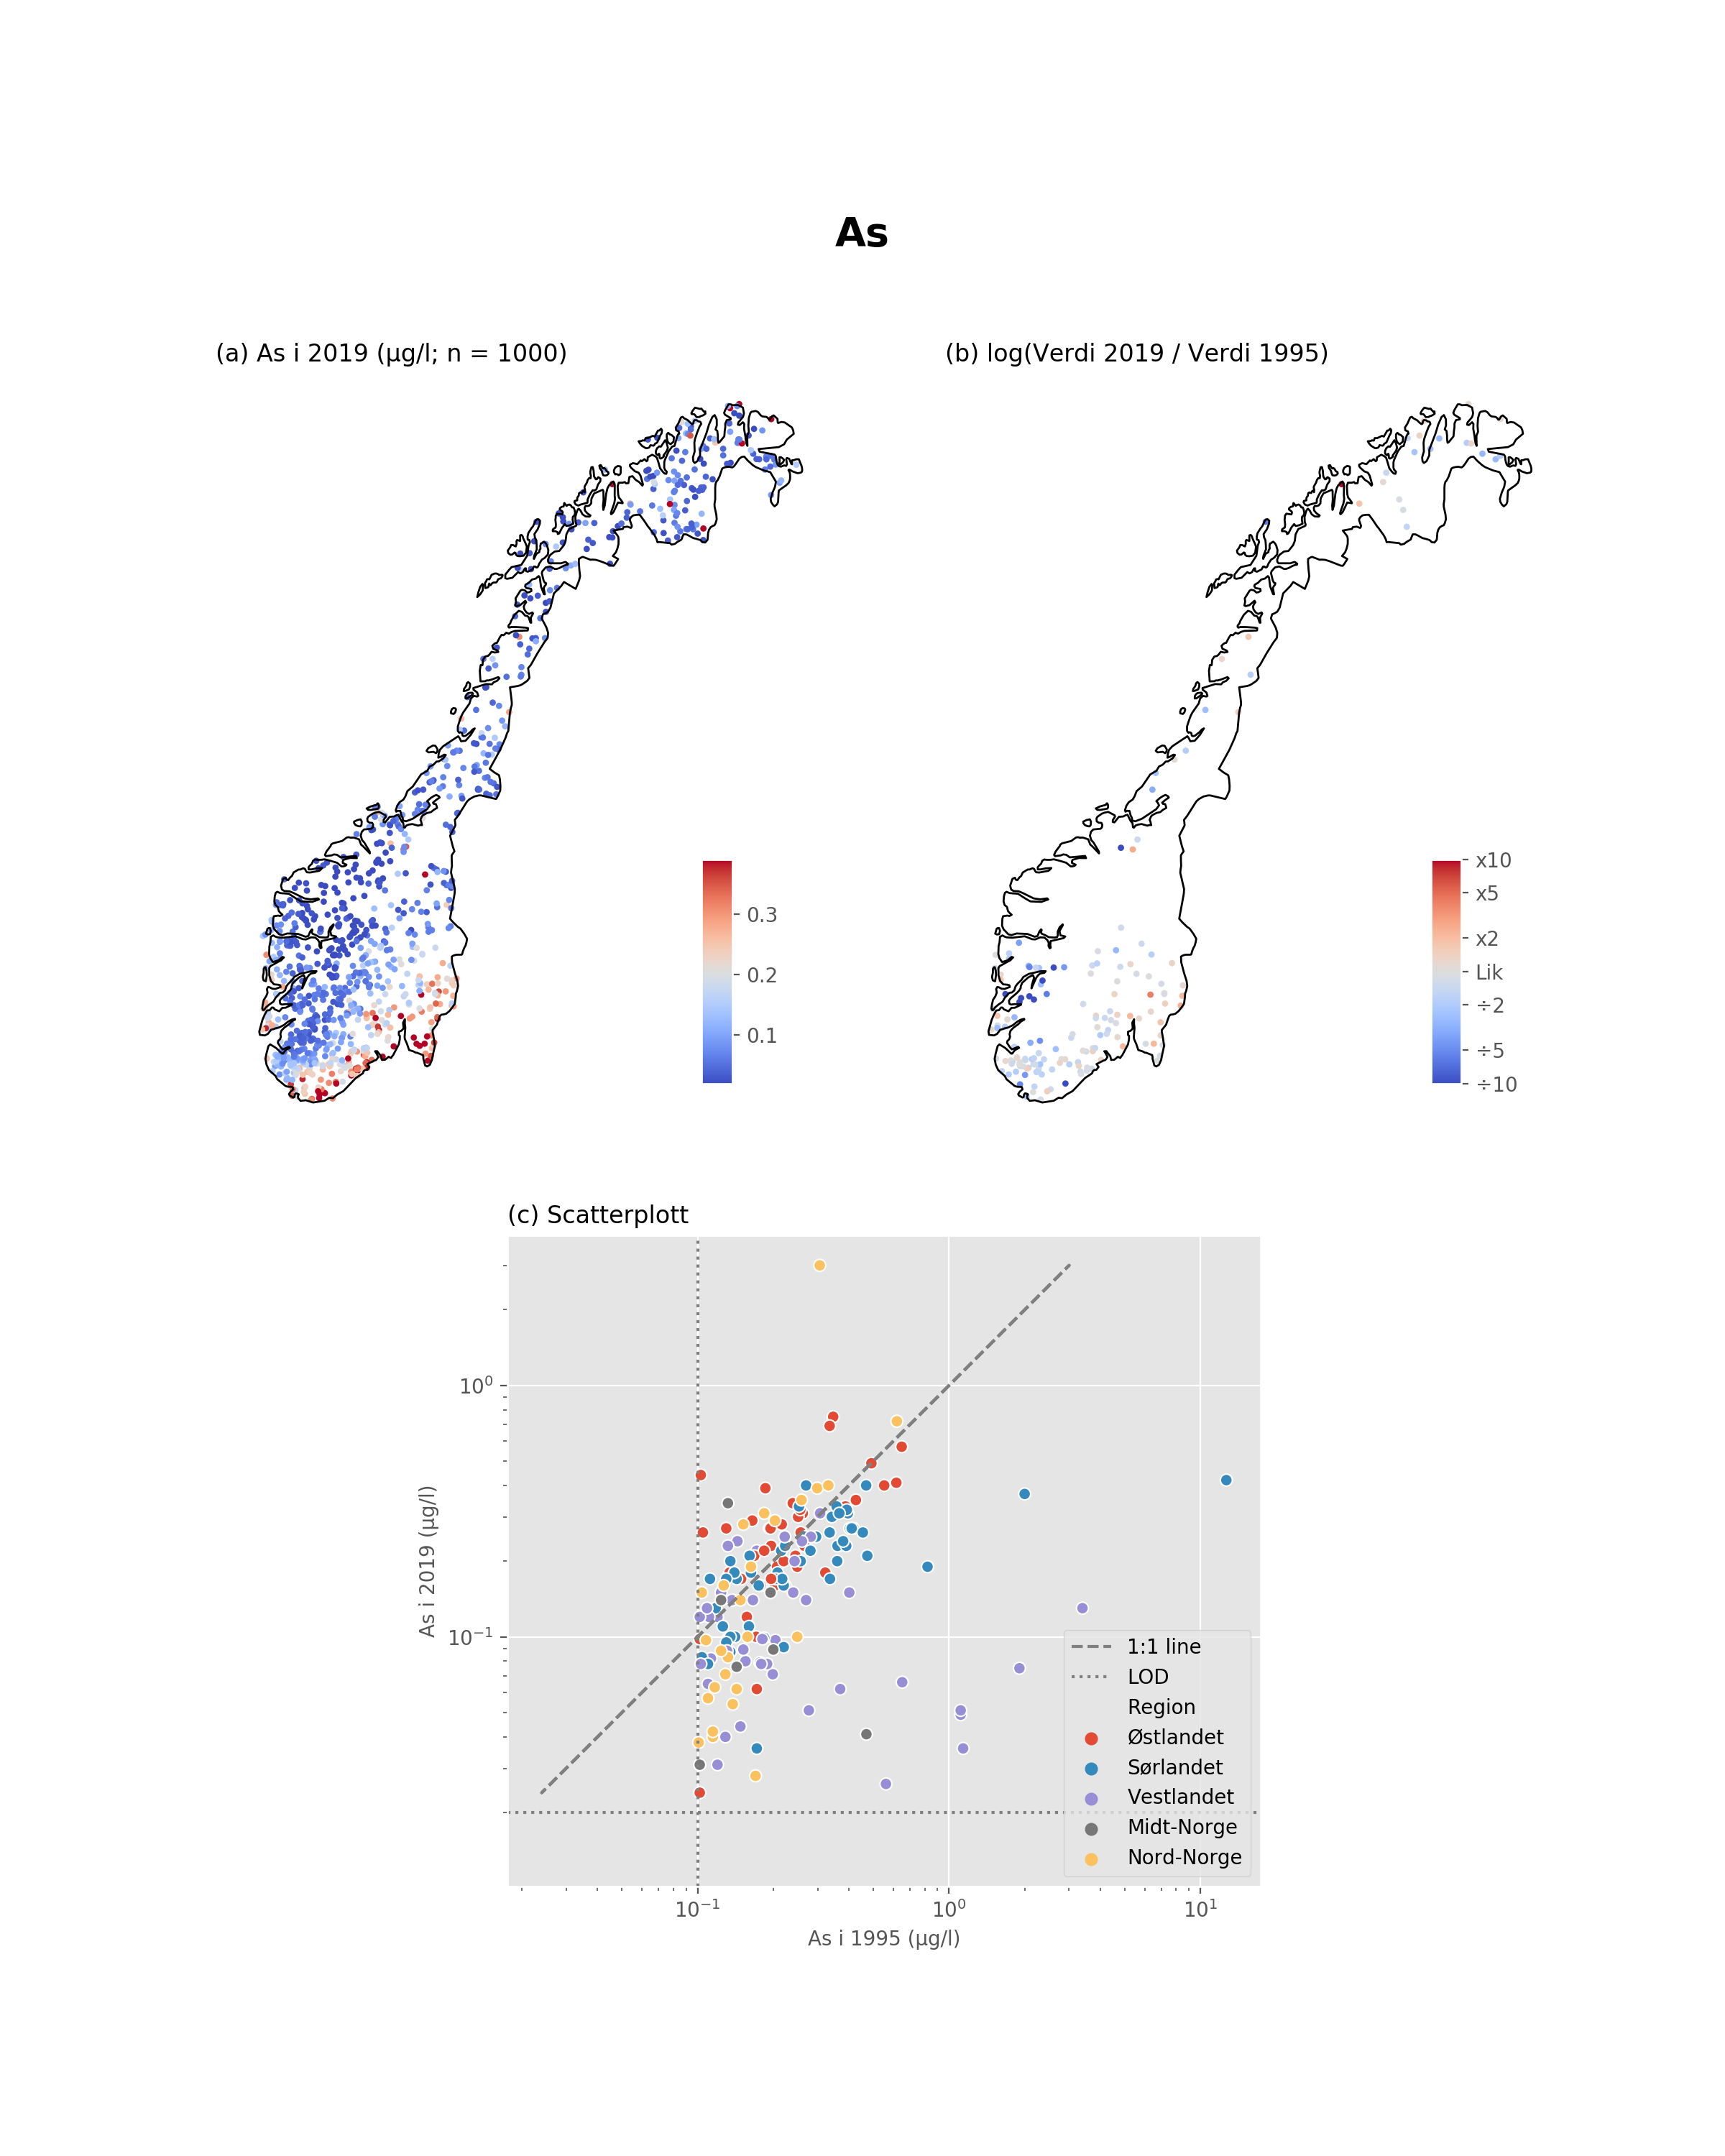 As
(a) As i 2019 (µg/l; n = 1000)
(b) log(Verdi 2019 / Verdi 1995)
0.3
0.2
0.1
x10
x5
x2
Lik
÷2
÷5
÷10
(c) Scatterplott
10⁰
10⁻¹
As i 2019 (µg/l)
1:1 line
LOD
Region
Østlandet
Sørlandet
Vestlandet
Midt-Norge
Nord-Norge
10⁻¹ 10⁰ 10¹
As i 1995 (µg/l)